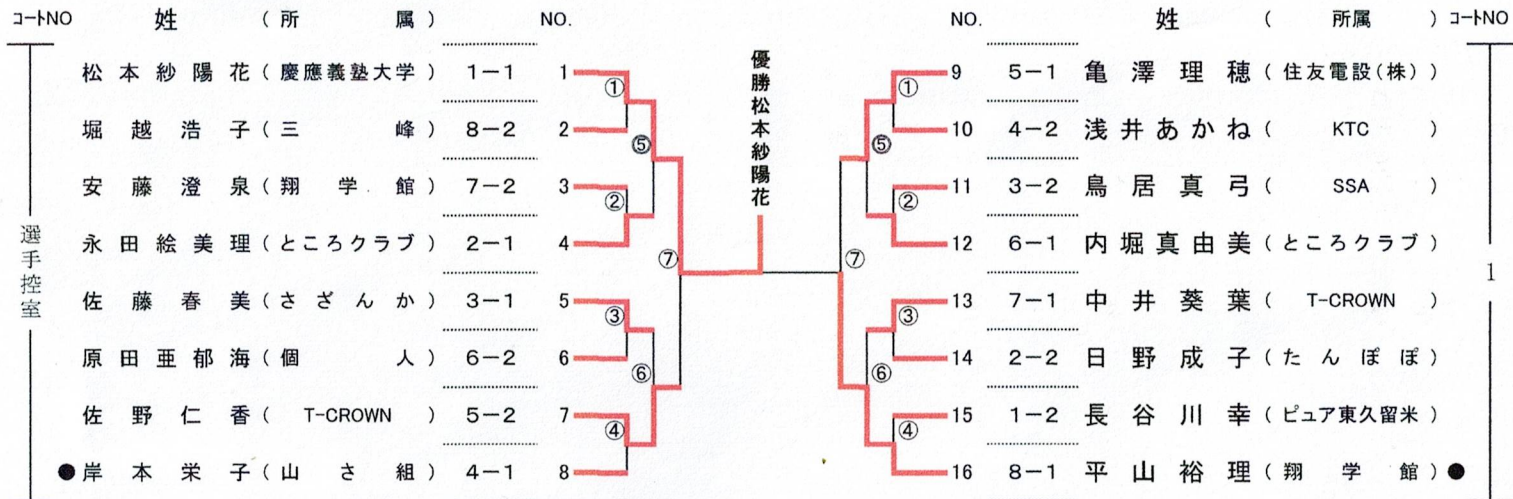 コートNO 姓 (所 属) NO. NO. 姓 (所属) コートNO
松本紗陽花(慶應義塾大学) 1-1 1 ① 9 5-1 亀澤理穂(住友電設(株))
堀越浩子(三峰) 8-2 2 ⑤ 10 4-2 浅井あかね(KTC)
安藤澄泉(翔学館) 7-2 3 ② 11 3-2 鳥居真弓(SSA)
永田絵美理(ところクラブ) 2-1 4 ⑦ 12 6-1 内堀真由美(ところクラブ)
佐藤春美(さざんか) 3-1 5 ③ 13 7-1 中井葵葉(T-CROWN)
原田亜郁海(個人) 6-2 6 ⑥ 14 2-2 日野成子(たんぽぽ)
佐野仁香(T-CROWN) 5-2 7 ④ 15 1-2 長谷川幸(ピュア東久留米)
●岸本栄子(山さ組) 4-1 8 16 8-1 平山裕理(翔学館)●
選手控室
優勝松本紗陽花
① ⑤ ② ⑦ ③ ⑥ ④
1